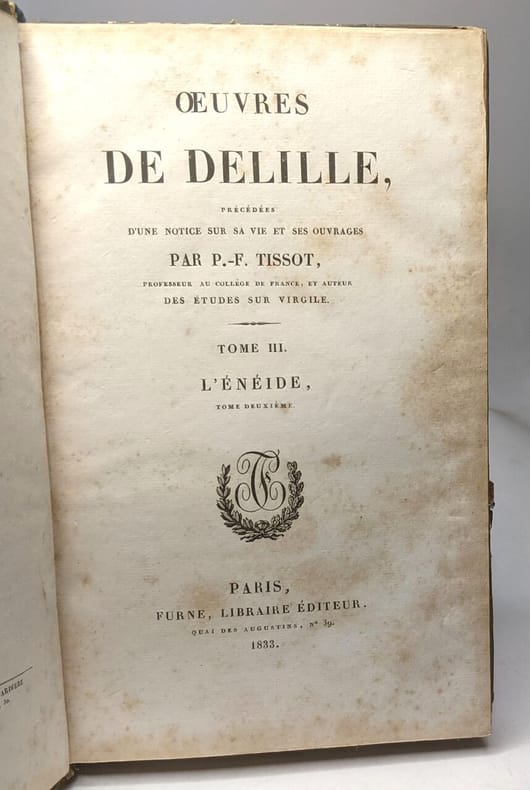 ŒUVRES
DE DELILLE,
PRÉCÉDÉES
D'UNE NOTICE SUR SA VIE ET SES OUVRAGES
PAR P.-F. TISSOT,
PROFESSEUR AU COLLÉGE DE FRANCE, ET AUTEUR
DES ÉTUDES SUR VIRGILE.
TOME III.
L'ÉNÉIDE,
TOME DEUXIÈME.
PARIS,
FURNE, LIBRAIRE ÉDITEUR.
QUAI DES AUGUSTINS, Nº 39.
1833.